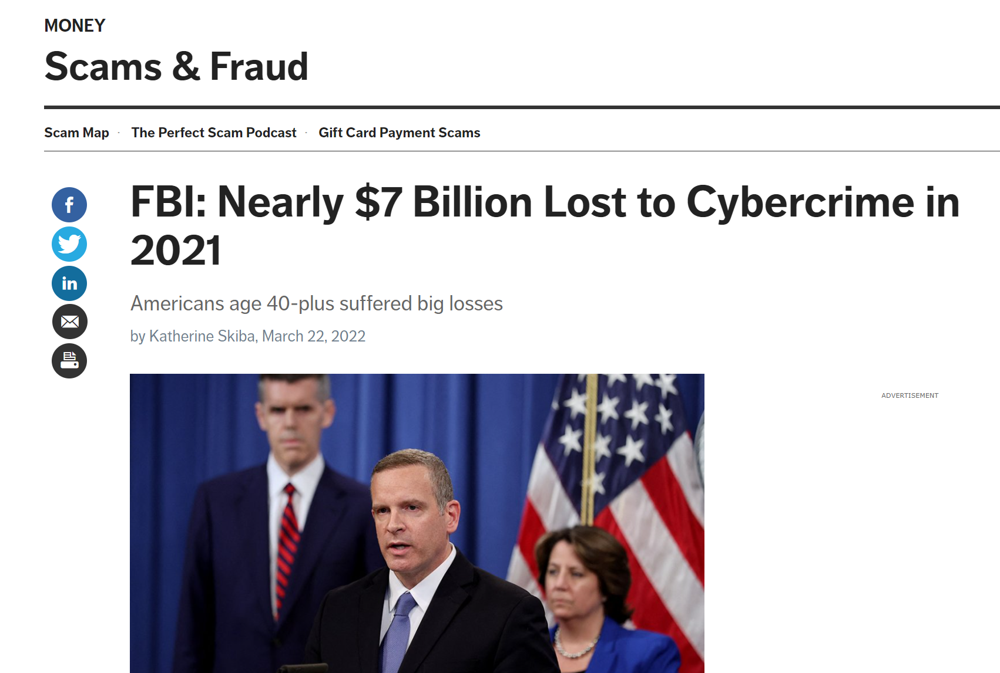 MONEY
Scams & Fraud
Scam Map · The Perfect Scam Podcast · Gift Card Payment Scams
f
in
FBI: Nearly $7 Billion Lost to Cybercrime in
2021
Americans age 40-plus suffered big losses
by Katherine Skiba, March 22, 2022
ADVERTISEMENT